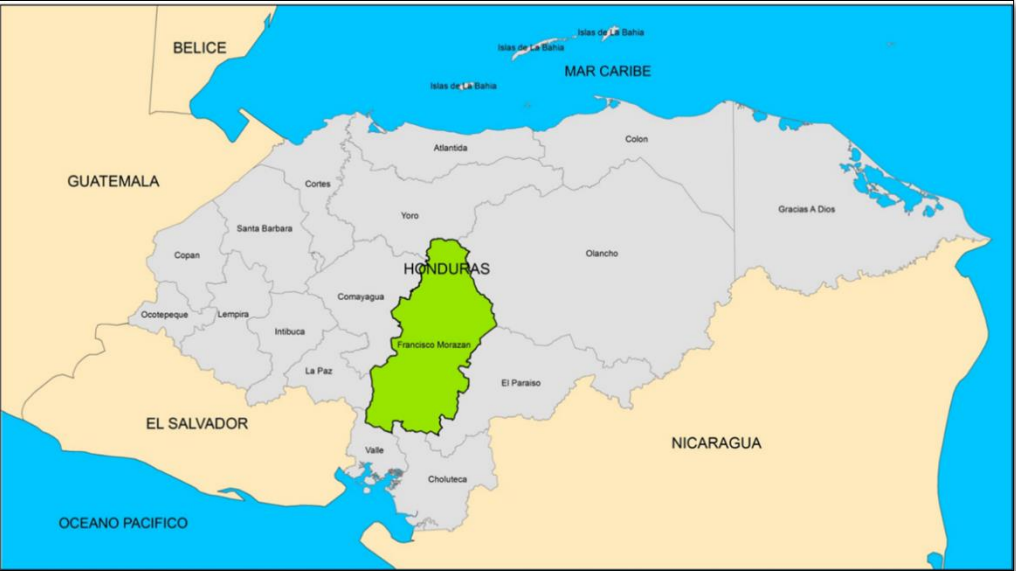 Islas de La Bahia
BELICE
Islas de La Bahia
MAR CARIBE
Islas de La Bahia
Colon
Atlantida
GUATEMALA
Cortes
Gracias A Dios
Yoro
Santa Barbara
Olancho
Copan
HONDURAS
Comayagua
Ocotepeque
Lempira
Intibuca
Francisco Morazan
La Paz
El Paraiso
EL SALVADOR
NICARAGUA
Valle
Choluteca
OCEANO PACIFICO